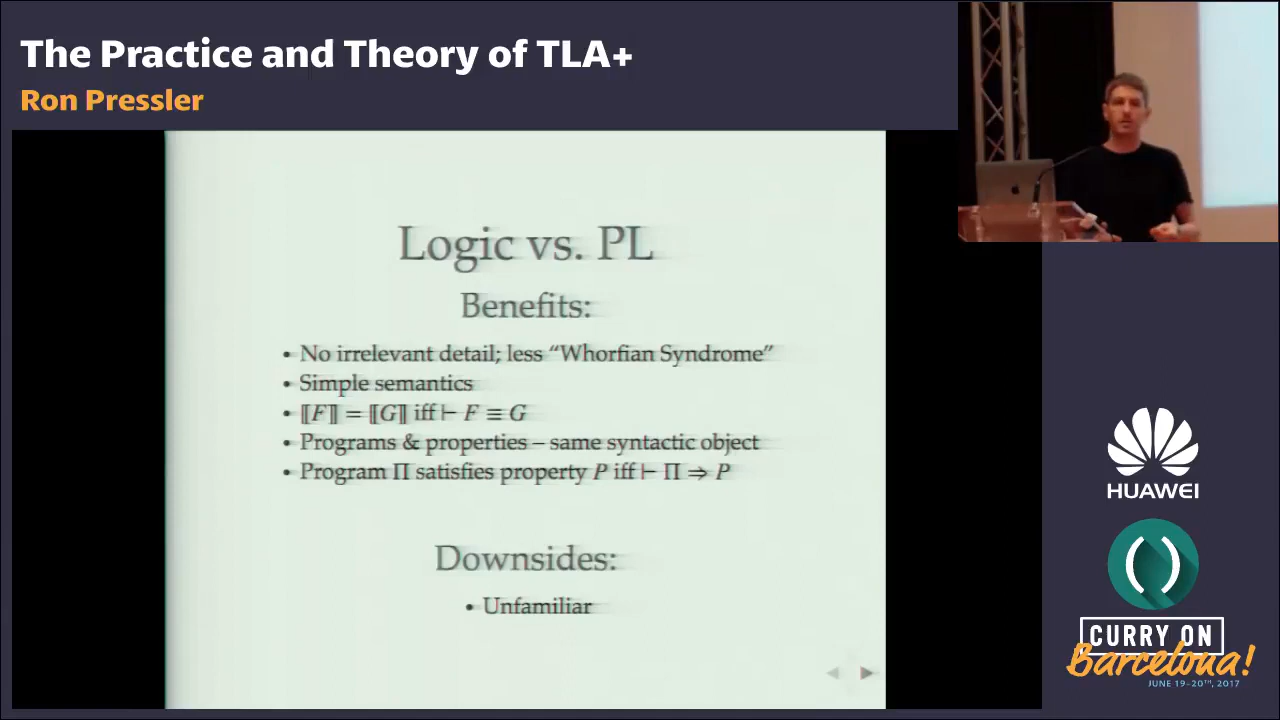 The Practice and Theory of TLA+
Ron Pressler
Logic vs. PL
Benefits:
• No irrelevant detail; less “Whorfian Syndrome”
• Simple semantics
• ⟦F⟧ = ⟦G⟧ iff ⊢ F ≡ G
• Programs & properties – same syntactic object
• Program Π satisfies property P iff ⊢ Π ⇒ P
Downsides:
• Unfamiliar
HUAWEI
CURRY ON
Barcelona!
JUNE 19-20TH, 2017